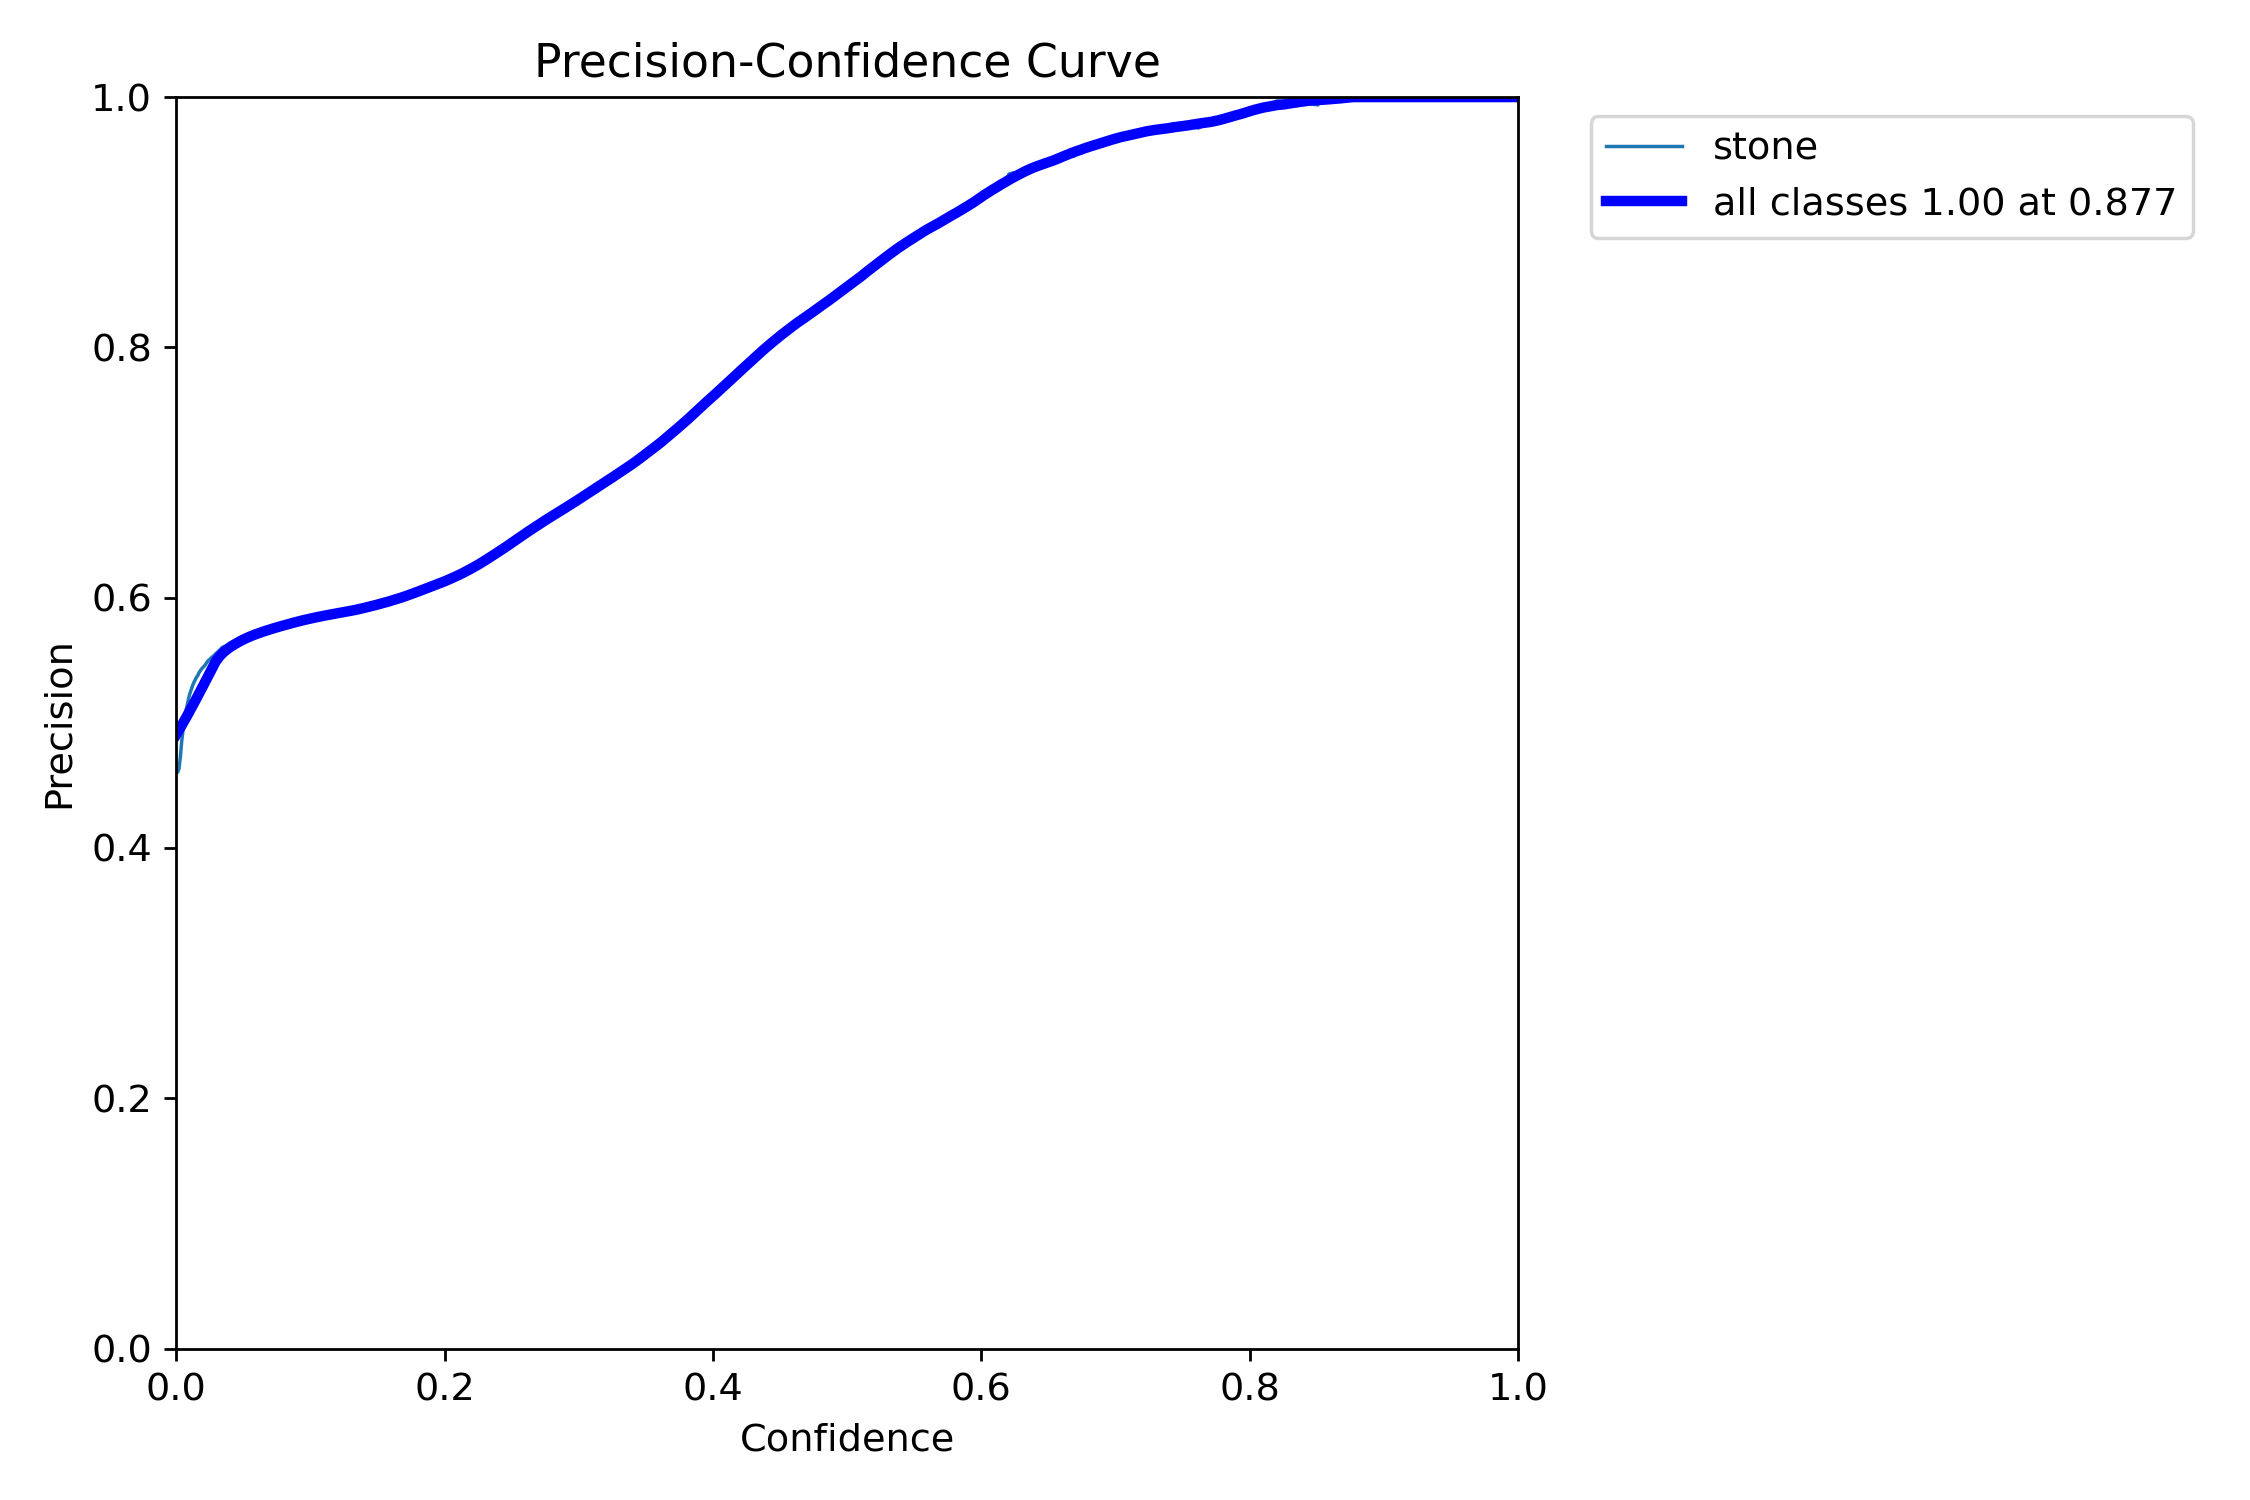 Precision-Confidence Curve
1.0
0.8
0.6
0.4
0.2
0.0
Precision
0.0 0.2 0.4 0.6 0.8 1.0
Confidence
stone
all classes 1.00 at 0.877